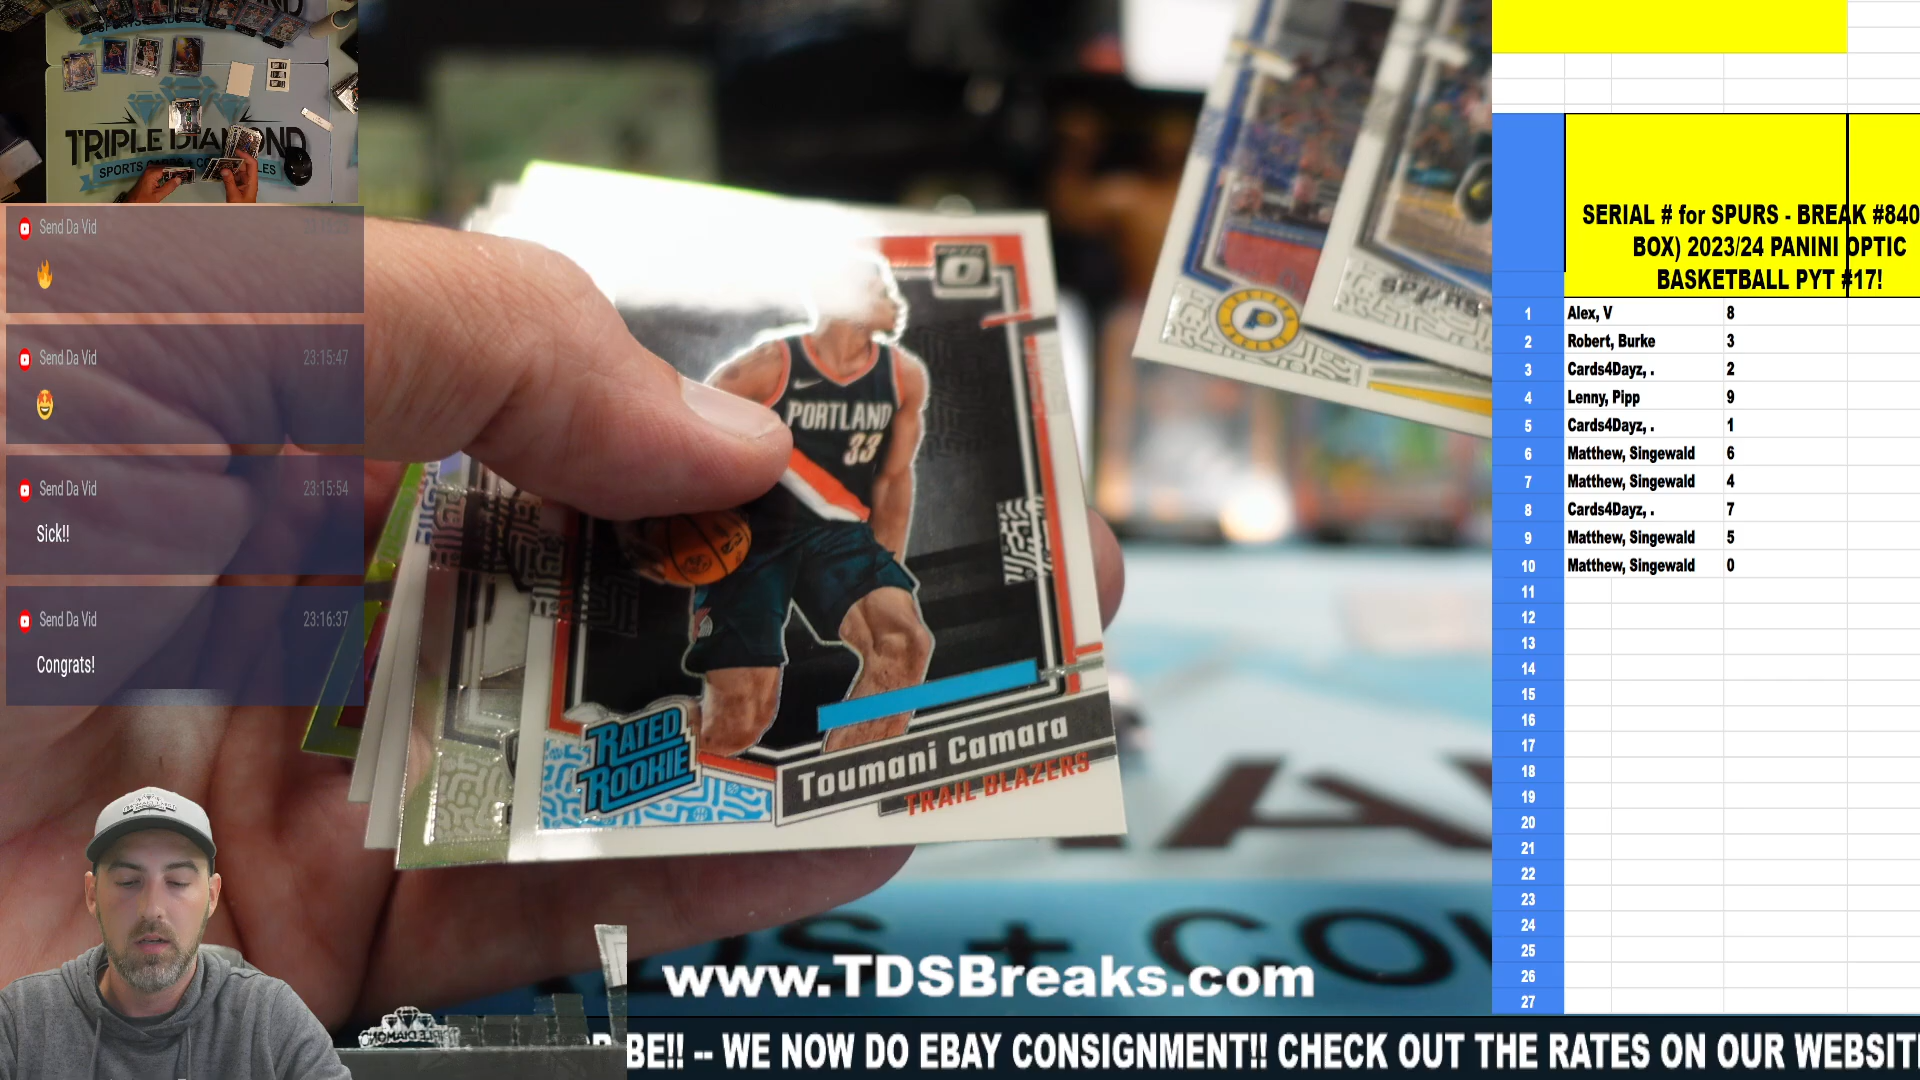 TRIPLE DIAMOND
Send Da Vid
Send Da Vid 23:15:47
Send Da Vid 23:15:54
Sick!!
Send Da Vid 23:16:37
Congrats!
PORTLAND
33
RATED
ROOKIE
Toumani Camara
TRAIL BLAZERS
SPURS
www.TDSBreaks.com
BE!! -- WE NOW DO EBAY CONSIGNMENT!! CHECK OUT THE RATES ON OUR WEBSIT
SERIAL # for SPURS - BREAK #840
BOX) 2023/24 PANINI OPTIC
BASKETBALL PYT #17!
1 Alex, V 8
2 Robert, Burke 3
3 Cards4Dayz, . 2
4 Lenny, Pipp 9
5 Cards4Dayz, . 1
6 Matthew, Singewald 6
7 Matthew, Singewald 4
8 Cards4Dayz, . 7
9 Matthew, Singewald 5
10 Matthew, Singewald 0
11
12
13
14
15
16
17
18
19
20
21
22
23
24
25
26
27